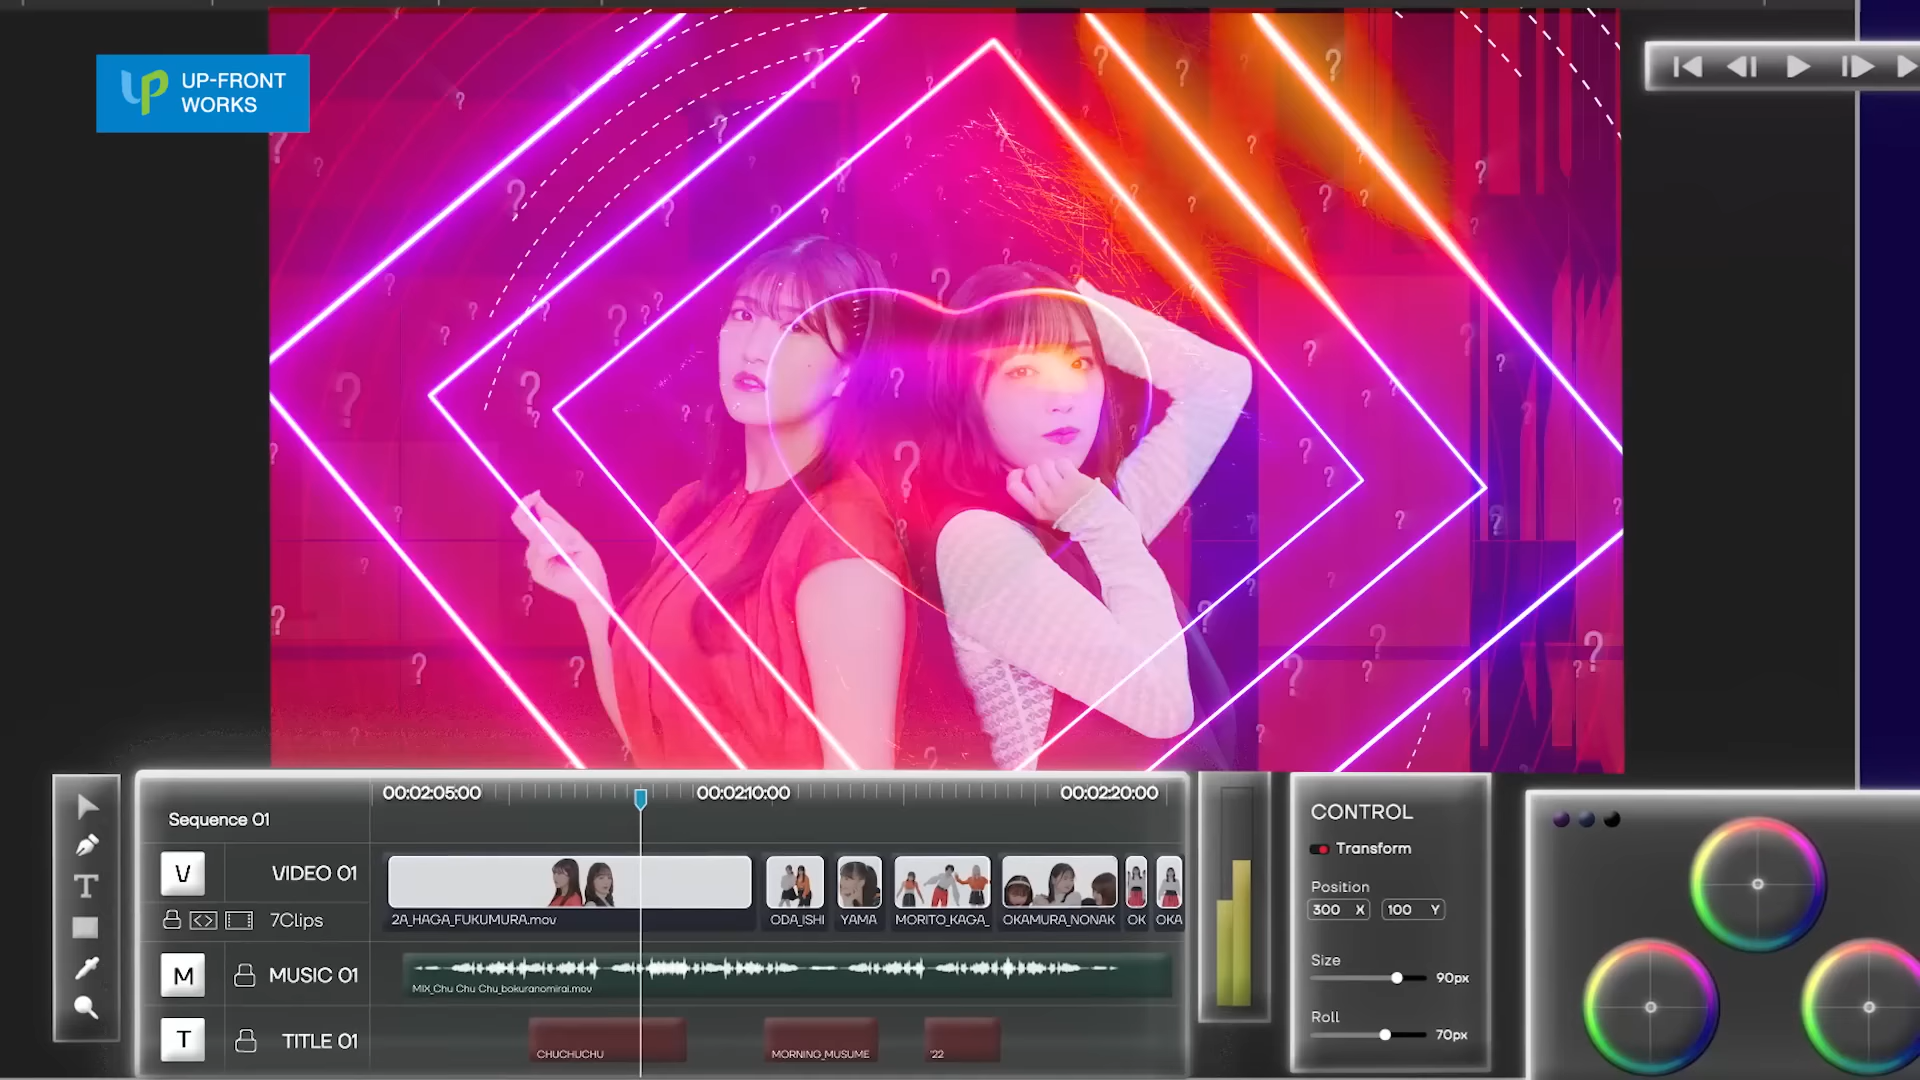 UP-FRONT
WORKS
00:02:05:00
00:02:10:00
00:02:20:00
Sequence 01
V
VIDEO 01
7Clips
2A_HAGA_FUKUMURA.mov
ODA_ISHI
YAMA
MORITO_KAGA_
OKAMURA_NONAK
OK
OKA
M
MUSIC 01
MIX_Chu Chu Chu_bokuranomirai.mov
T
TITLE 01
CHUCHUCHU
MORNING_MUSUME
'22
T
CONTROL
Transform
Position
300 X
100 Y
Size
90px
Roll
70px